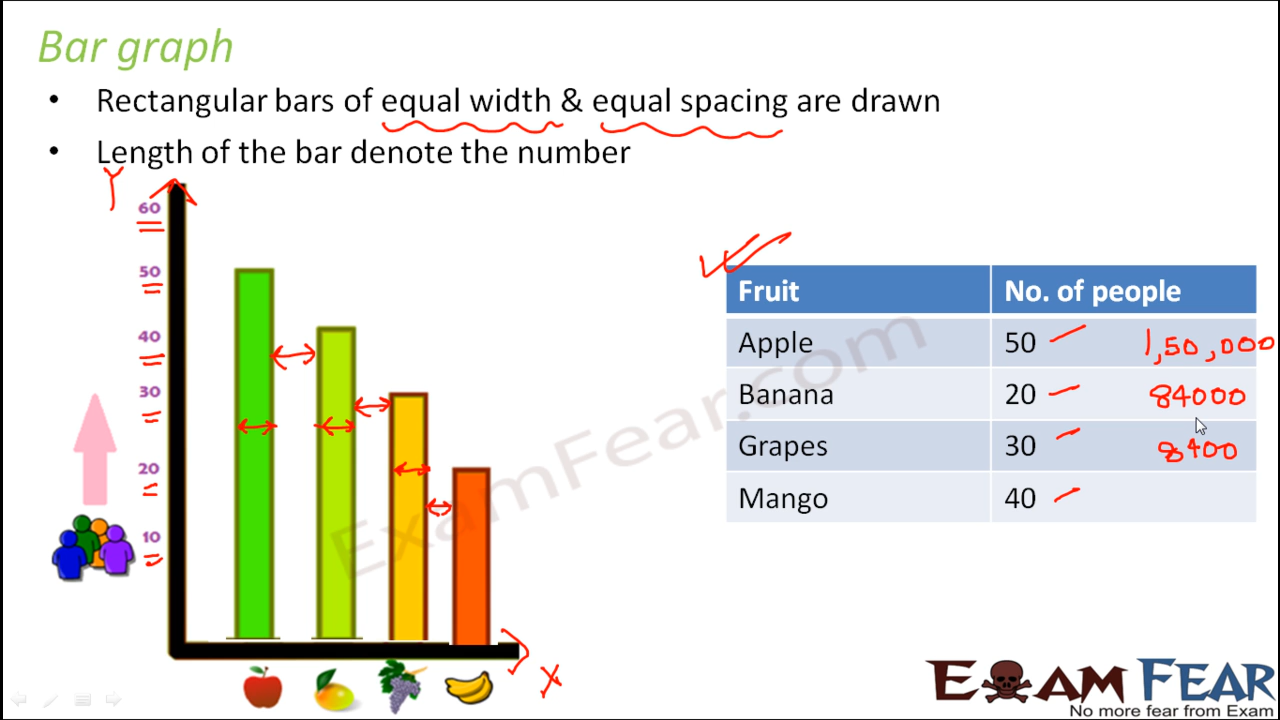 Bar graph
• Rectangular bars of equal width & equal spacing are drawn
• Length of the bar denote the number
Y
60
50
40
30
20
10
X
Fruit No. of people
Apple 50 1,50,000
Banana 20 84000
Grapes 30 8400
Mango 40
ExamFear.com
EXAMFEAR
No more fear from Exam